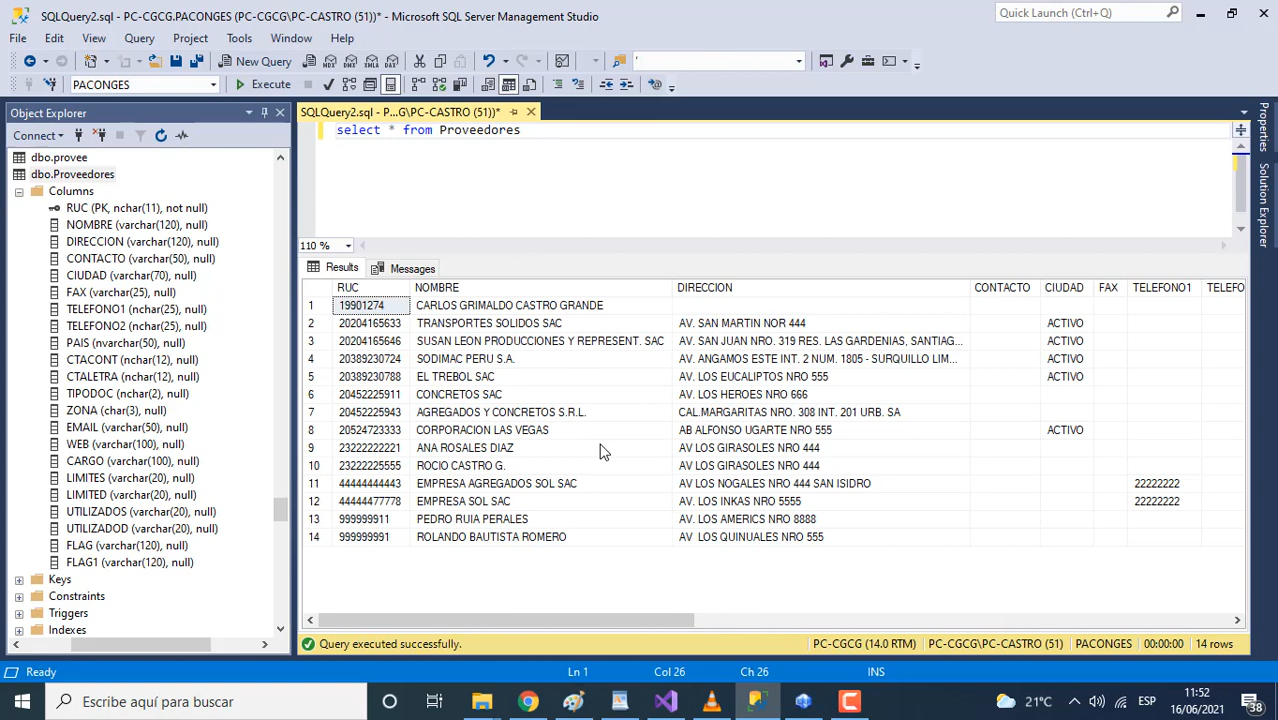 SQLQuery2.sql - PC-CGCG.PACONGES (PC-CGCG\PC-CASTRO (51))* - Microsoft SQL Server Management Studio
Quick Launch (Ctrl+Q)
File Edit View Query Project Tools Window Help
New Query
MDX DMX XMLA DAX
PACONGES Execute
Object Explorer
SQLQuery2.sql - P...G\PC-CASTRO (51))*
Connect
dbo.provee
dbo.Proveedores
Columns
RUC (PK, nchar(11), not null)
NOMBRE (varchar(120), null)
DIRECCION (varchar(120), null)
CONTACTO (varchar(50), null)
CIUDAD (varchar(70), null)
FAX (varchar(25), null)
TELEFONO1 (nchar(25), null)
TELEFONO2 (nchar(25), null)
PAIS (nvarchar(50), null)
CTACONT (nchar(12), null)
CTALETRA (nchar(12), null)
TIPODOC (nchar(2), null)
ZONA (char(3), null)
EMAIL (varchar(50), null)
WEB (varchar(100), null)
CARGO (varchar(100), null)
LIMITES (varchar(20), null)
LIMITED (varchar(20), null)
UTILIZADOS (varchar(20), null)
UTILIZADOD (varchar(20), null)
FLAG (varchar(120), null)
FLAG1 (varchar(120), null)
Keys
Constraints
Triggers
Indexes
select * from Proveedores
110 %
Results Messages
RUC NOMBRE DIRECCION CONTACTO CIUDAD FAX TELEFONO1 TELEFO
1 19901274 CARLOS GRIMALDO CASTRO GRANDE
2 20204165633 TRANSPORTES SOLIDOS SAC AV. SAN MARTIN NOR 444 ACTIVO
3 20204165646 SUSAN LEON PRODUCCIONES Y REPRESENT. SAC AV. SAN JUAN NRO. 319 RES. LAS GARDENIAS, SANTIAG... ACTIVO
4 20389230724 SODIMAC PERU S.A. AV. ANGAMOS ESTE INT. 2 NUM. 1805 - SURQUILLO LIM... ACTIVO
5 20389230788 EL TREBOL SAC AV. LOS EUCALIPTOS NRO 555 ACTIVO
6 20452225911 CONCRETOS SAC AV. LOS HEROES NRO 666
7 20452225943 AGREGADOS Y CONCRETOS S.R.L. CAL.MARGARITAS NRO. 308 INT. 201 URB. SA
8 20524723333 CORPORACION LAS VEGAS AB ALFONSO UGARTE NRO 555 ACTIVO
9 23222222221 ANA ROSALES DIAZ AV LOS GIRASOLES NRO 444
10 23222225555 ROCIO CASTRO G. AV LOS GIRASOLES NRO 444
11 44444444443 EMPRESA AGREGADOS SOL SAC AV LOS NOGALES NRO 444 SAN ISIDRO 22222222
12 44444477778 EMPRESA SOL SAC AV. LOS INKAS NRO 5555 22222222
13 999999911 PEDRO RUIA PERALES AV. LOS AMERICS NRO 8888
14 999999991 ROLANDO BAUTISTA ROMERO AV LOS QUINUALES NRO 555
Query executed successfully. PC-CGCG (14.0 RTM) PC-CGCG\PC-CASTRO (51) PACONGES 00:00:00 14 rows
Properties
Solution Explorer
Ready Ln 1 Col 26 Ch 26 INS
Escribe aquí para buscar
21°C ESP 11:52
16/06/2021
38